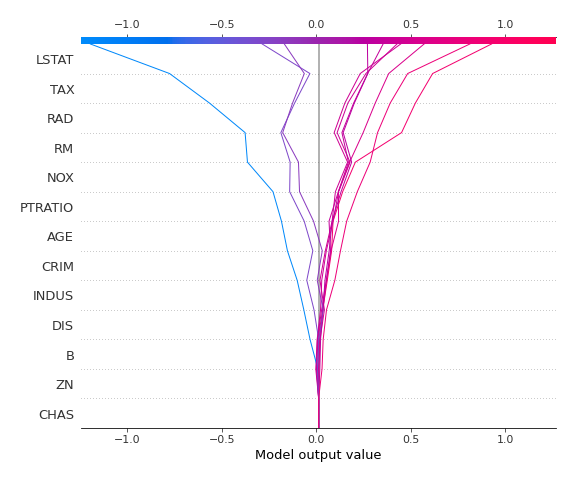 −1.0 −0.5 0.0 0.5 1.0
LSTAT
TAX
RAD
RM
NOX
PTRATIO
AGE
CRIM
INDUS
DIS
B
ZN
CHAS
−1.0 −0.5 0.0 0.5 1.0
Model output value